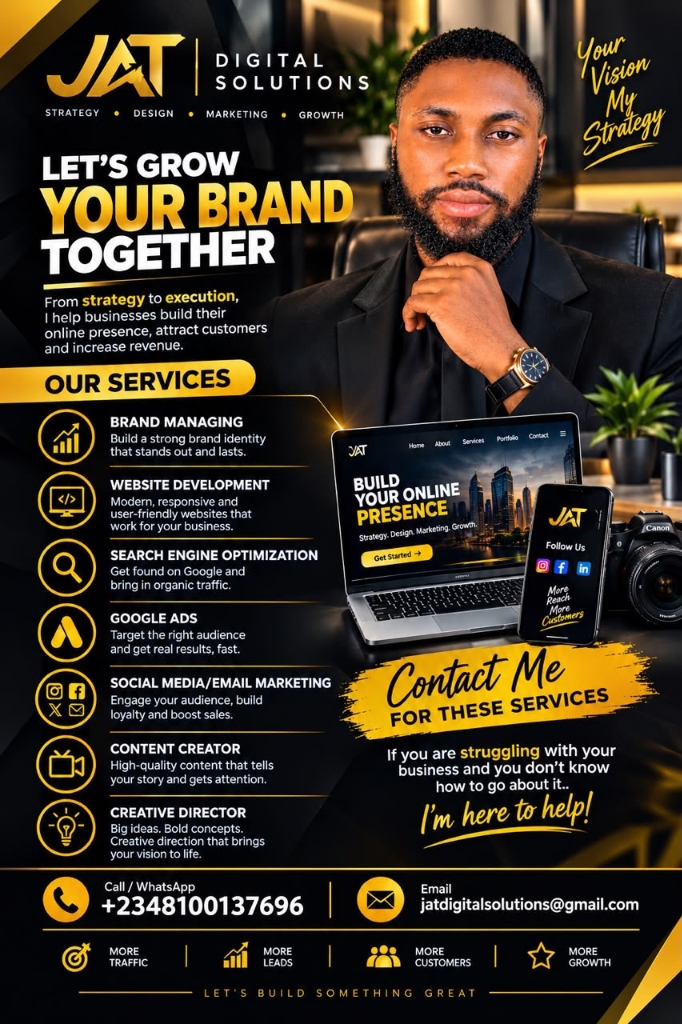 JAT
DIGITAL
SOLUTIONS
STRATEGY • DESIGN • MARKETING • GROWTH
Your
Vision
My
Strategy
LET'S GROW
YOUR BRAND
TOGETHER
From strategy to execution,
I help businesses build their
online presence, attract customers
and increase revenue.
OUR SERVICES
BRAND MANAGING
Build a strong brand identity
that stands out and lasts.
WEBSITE DEVELOPMENT
Modern, responsive and
user-friendly websites that
work for your business.
SEARCH ENGINE OPTIMIZATION
Get found on Google and
bring in organic traffic.
GOOGLE ADS
Target the right audience
and get real results, fast.
SOCIAL MEDIA/EMAIL MARKETING
Engage your audience, build
loyalty and boost sales.
CONTENT CREATOR
High-quality content that tells
your story and gets attention.
CREATIVE DIRECTOR
Big ideas. Bold concepts.
Creative direction that brings
your vision to life.
JAT
Home About Services Portfolio Contact
BUILD
YOUR ONLINE
PRESENCE
Strategy. Design. Marketing. Growth.
Get Started →
JAT
Follow Us
More
Reach
More
Customers
Canon
Contact Me
FOR THESE SERVICES
If you are struggling with your
business and you don't know
how to go about it..
I'm here to help!
Call / WhatsApp
+2348100137696
Email
jatdigitalsolutions@gmail.com
MORE
TRAFFIC
MORE
LEADS
MORE
CUSTOMERS
MORE
GROWTH
LET'S BUILD SOMETHING GREAT